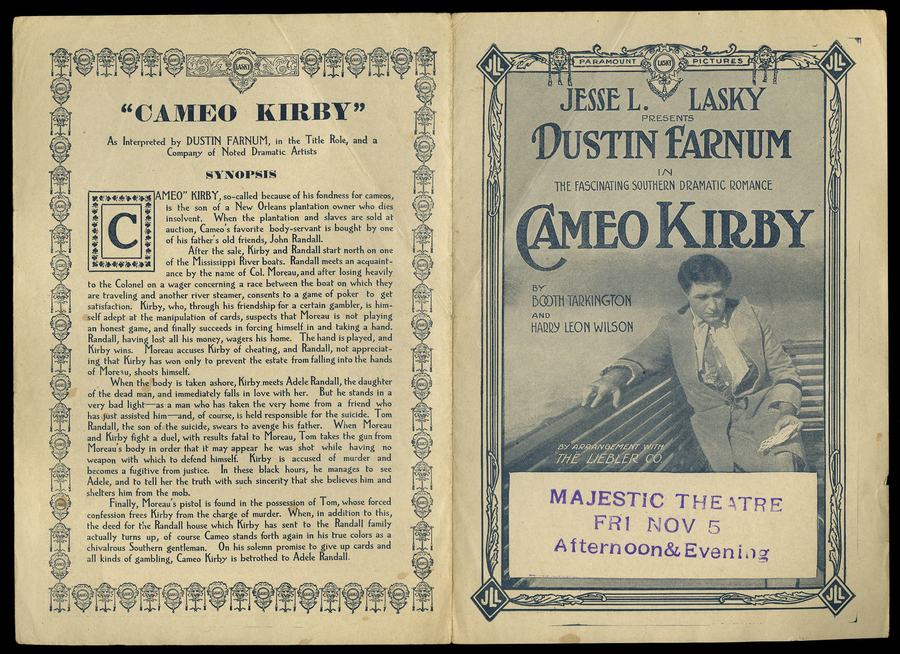 LASKY
"CAMEO KIRBY"
As Interpreted by DUSTIN FARNUM, in the Title Role, and a
Company of Noted Dramatic Artists
SYNOPSIS
CAMEO" KIRBY, so-called because of his fondness for cameos,
is the son of a New Orleans plantation owner who dies
insolvent. When the plantation and slaves are sold at
auction, Cameo's favorite body-servant is bought by one
of his father's old friends, John Randall.
After the sale, Kirby and Randall start north on one
of the Mississippi River boats. Randall meets an acquaint-
ance by the name of Col. Moreau, and after losing heavily
to the Colonel on a wager concerning a race between the boat on which they
are traveling and another river steamer, consents to a game of poker to get
satisfaction. Kirby, who, through his friendship for a certain gambler, is him-
self adept at the manipulation of cards, suspects that Moreau is not playing
an honest game, and finally succeeds in forcing himself in and taking a hand.
Randall, having lost all his money, wagers his home. The hand is played, and
Kirby wins. Moreau accuses Kirby of cheating, and Randall, not appreciat-
ing that Kirby has won only to prevent the estate from falling into the hands
of Moreau, shoots himself.
When the body is taken ashore, Kirby meets Adele Randall, the daughter
of the dead man, and immediately falls in love with her. But he stands in a
very bad light—as a man who has taken the very home from a friend who
has just assisted him—and, of course, is held responsible for the suicide. Tom
Randall, the son of the suicide, swears to avenge his father. When Moreau
and Kirby fight a duel, with results fatal to Moreau, Tom takes the gun from
Moreau's body in order that it may appear he was shot while having no
weapon with which to defend himself. Kirby is accused of murder and
becomes a fugitive from justice. In these black hours, he manages to see
Adele, and to tell her the truth with such sincerity that she believes him and
shelters him from the mob.
Finally, Moreau's pistol is found in the possession of Tom, whose forced
confession frees Kirby from the charge of murder. When, in addition to this,
the deed for the Randall house which Kirby has sent to the Randall family
actually turns up, of course Cameo stands forth again in his true colors as a
chivalrous Southern gentleman. On his solemn promise to give up cards and
all kinds of gambling, Cameo Kirby is betrothed to Adele Randall.
JLL
PARAMOUNT LASKY PICTURES
JLL
JESSE L. LASKY
PRESENTS
DUSTIN FARNUM
IN
THE FASCINATING SOUTHERN DRAMATIC ROMANCE
CAMEO KIRBY
BY
BOOTH TARKINGTON
AND
HARRY LEON WILSON
BY ARRANGEMENT WITH
THE LIEBLER CO.
MAJESTIC THEATRE
FRI NOV 5
Afternoon&Evening
JLL
JLL